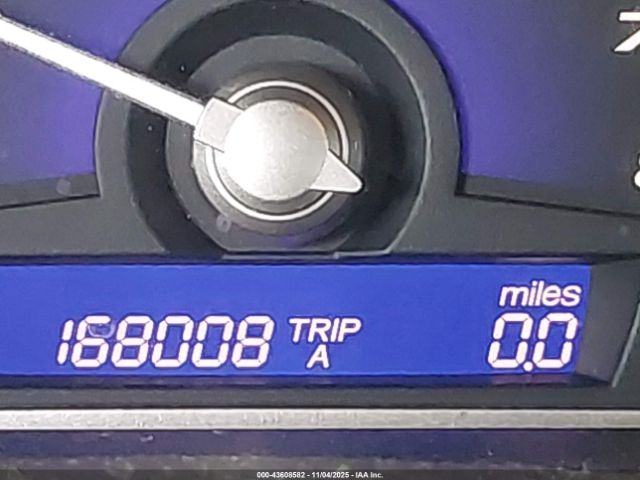 miles
168008 TRIP A 0.0
000-43608582 - 11/04/2025 - © IAA Inc.